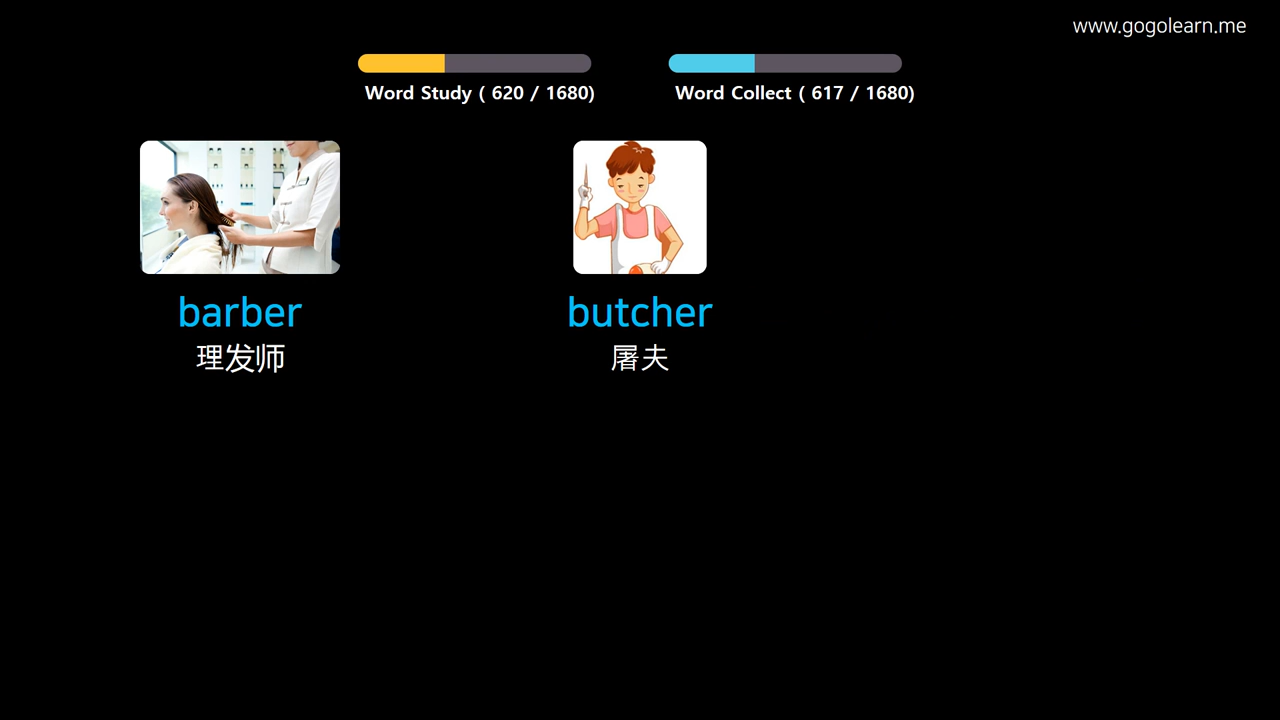 www.gogolearn.me
Word Study ( 620 / 1680)
Word Collect ( 617 / 1680)
barber
butcher
理发师
屠夫